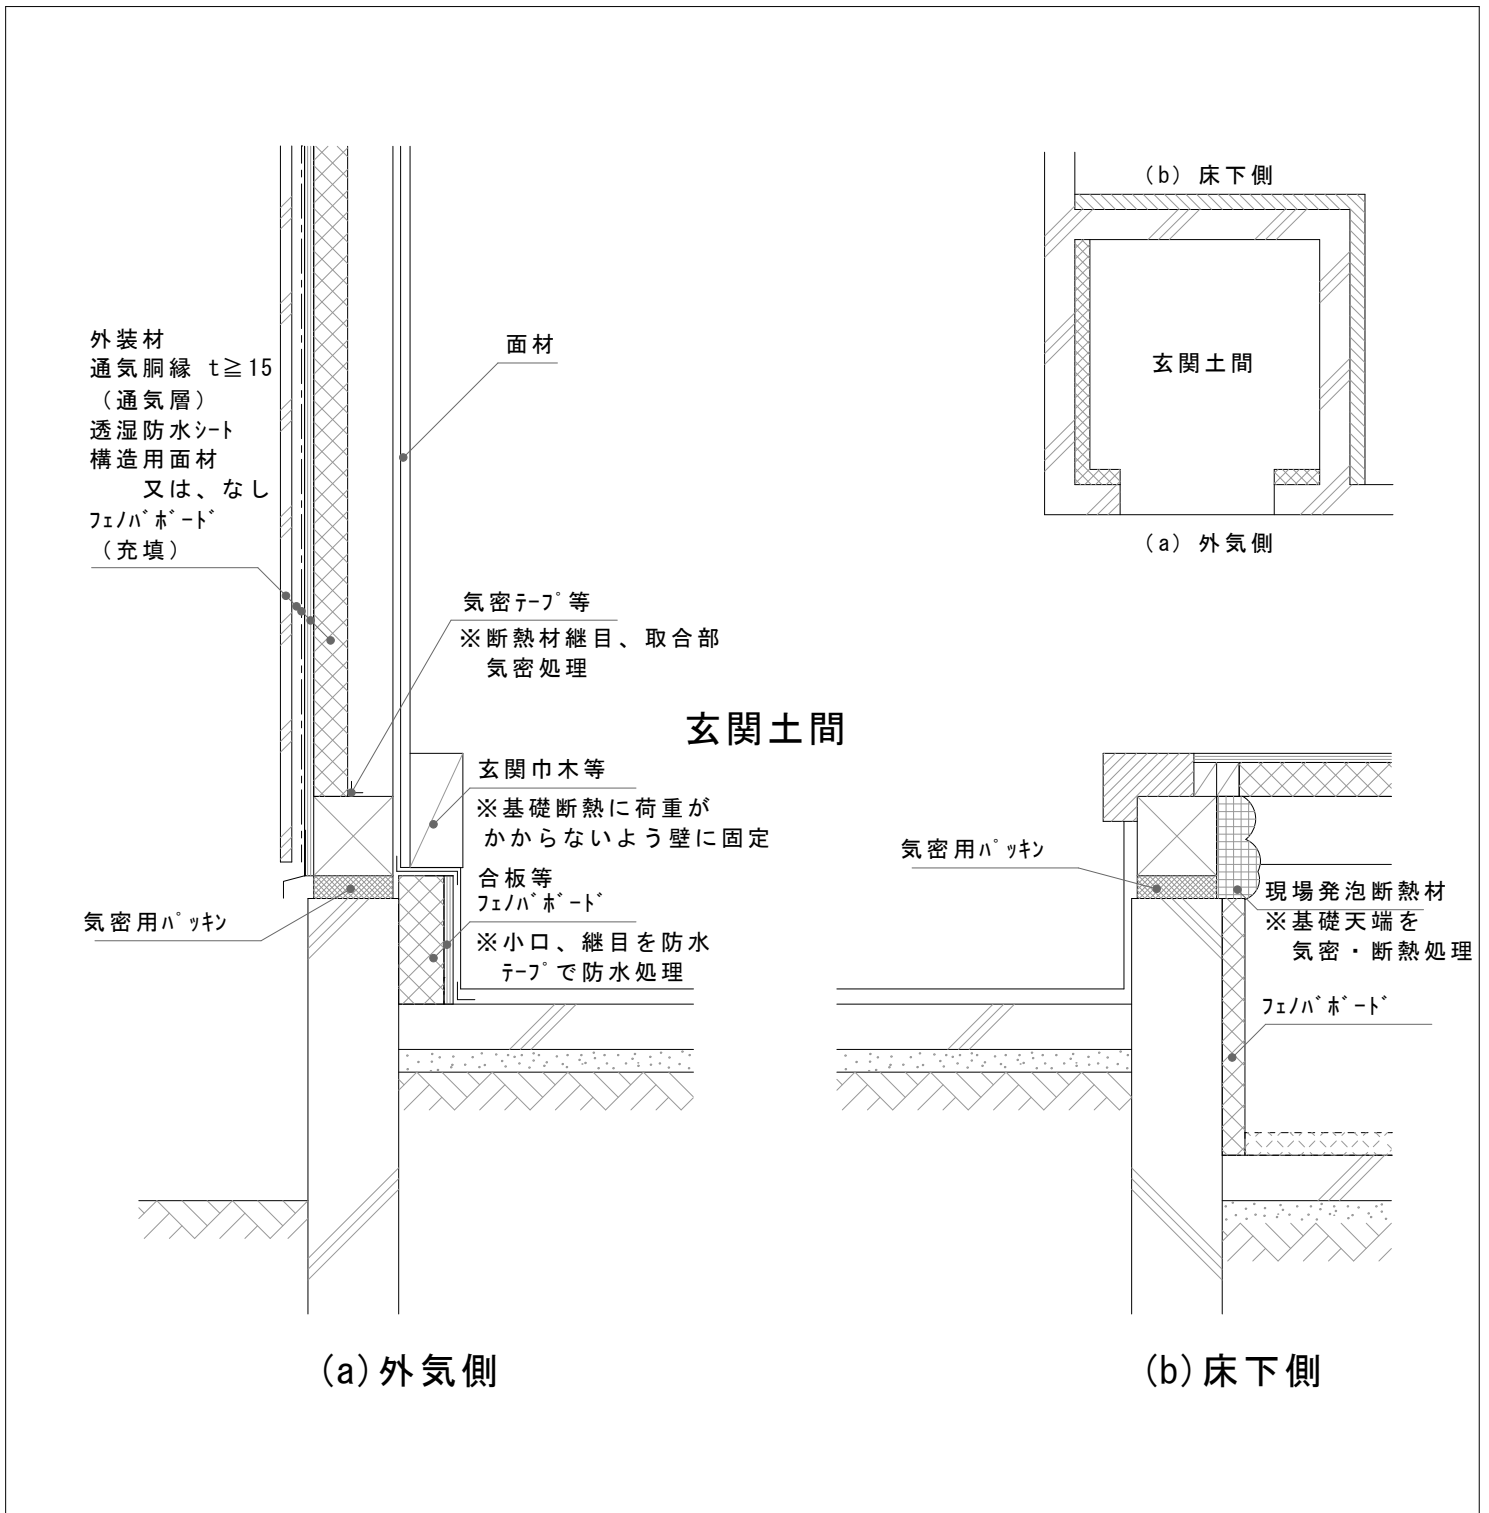 外装材
通気胴縁 t≧15
（通気層）
透湿防水ｼｰﾄ
構造用面材
又は、なし
ﾌｪﾉﾊﾞﾎﾞｰﾄﾞ
（充填）
面材
気密ﾃｰﾌﾟ等
※断熱材継目、取合部
気密処理
玄関土間
玄関巾木等
※基礎断熱に荷重が
かからないよう壁に固定
合板等
ﾌｪﾉﾊﾞﾎﾞｰﾄﾞ
※小口、継目を防水
ﾃｰﾌﾟで防水処理
気密用ﾊﾟｯｷﾝ
(a)外気側
(b) 床下側
玄関土間
(a) 外気側
気密用ﾊﾟｯｷﾝ
現場発泡断熱材
※基礎天端を
気密・断熱処理
ﾌｪﾉﾊﾞﾎﾞｰﾄﾞ
(b)床下側